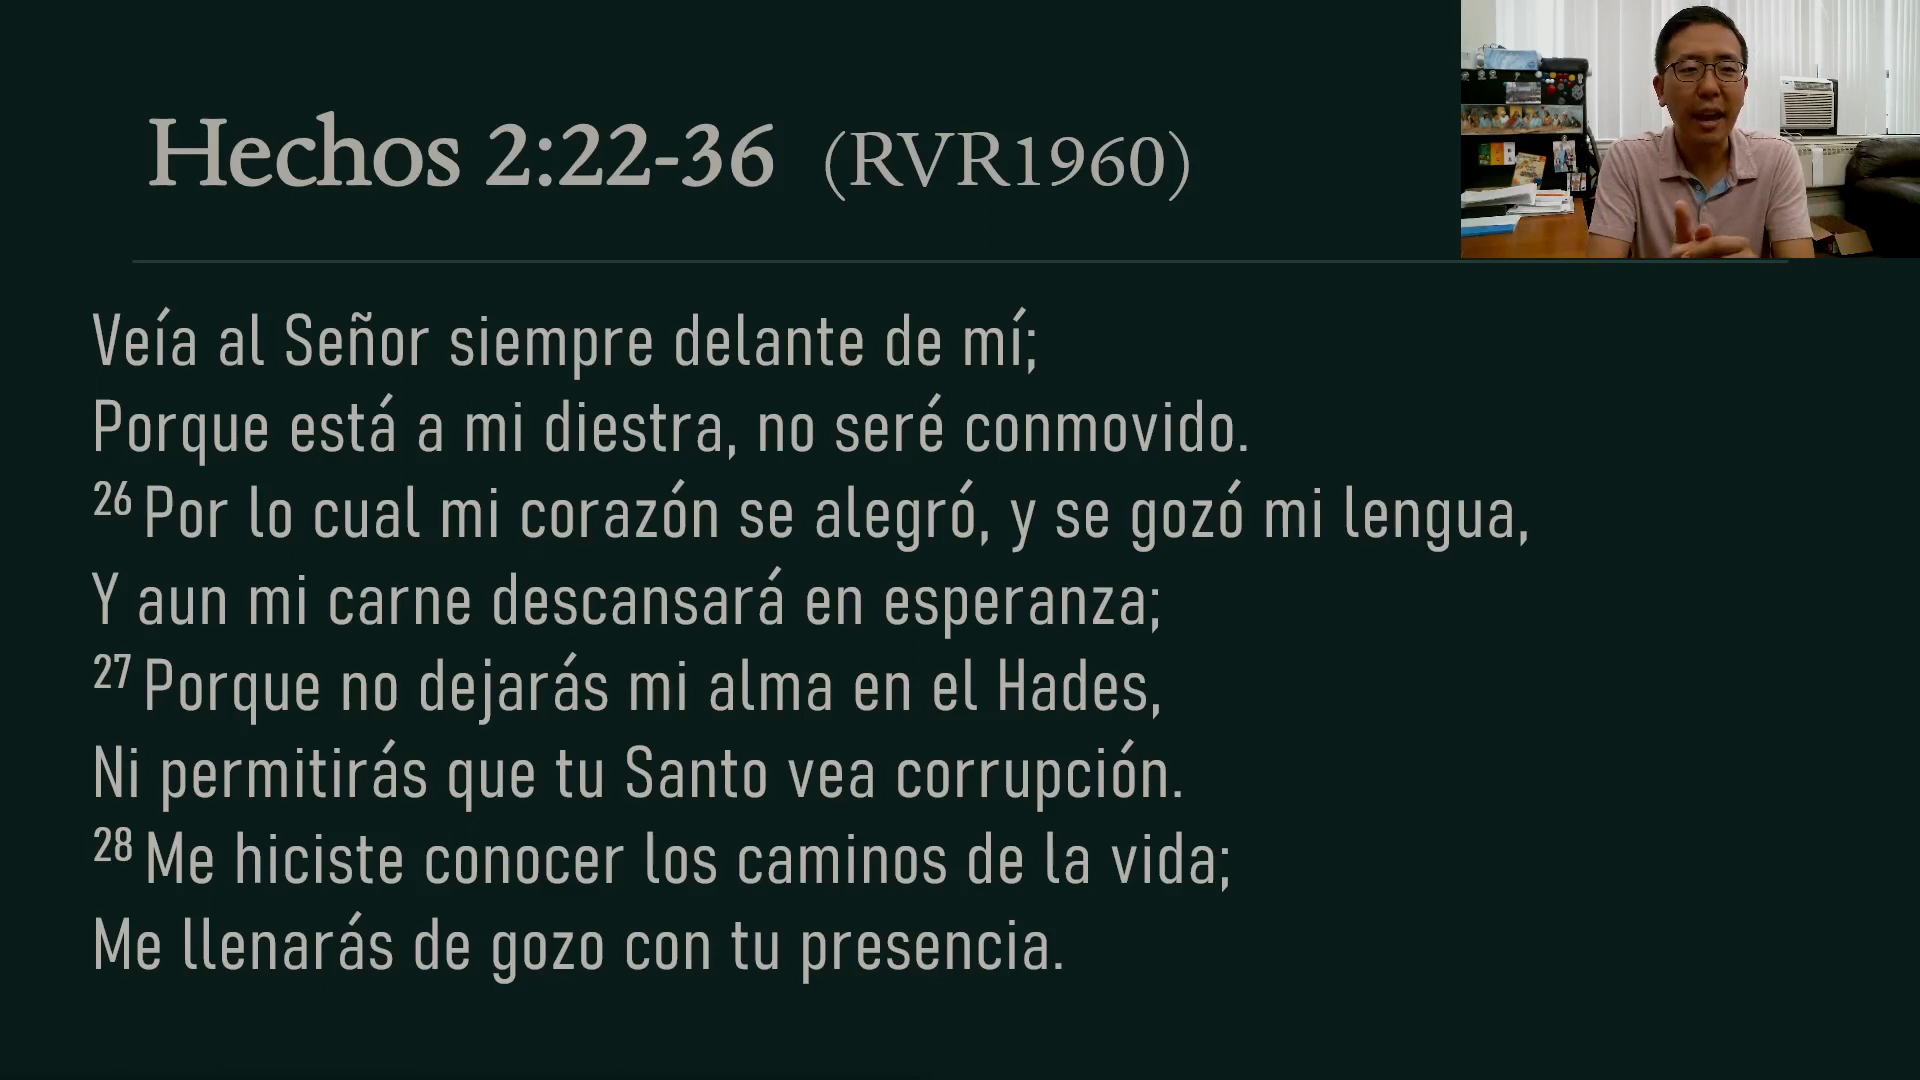 Hechos 2:22-36 (RVR1960)
Veía al Señor siempre delante de mí;
Porque está a mi diestra, no seré conmovido.
26 Por lo cual mi corazón se alegró, y se gozó mi lengua,
Y aun mi carne descansará en esperanza;
27 Porque no dejarás mi alma en el Hades,
Ni permitirás que tu Santo vea corrupción.
28 Me hiciste conocer los caminos de la vida;
Me llenarás de gozo con tu presencia.